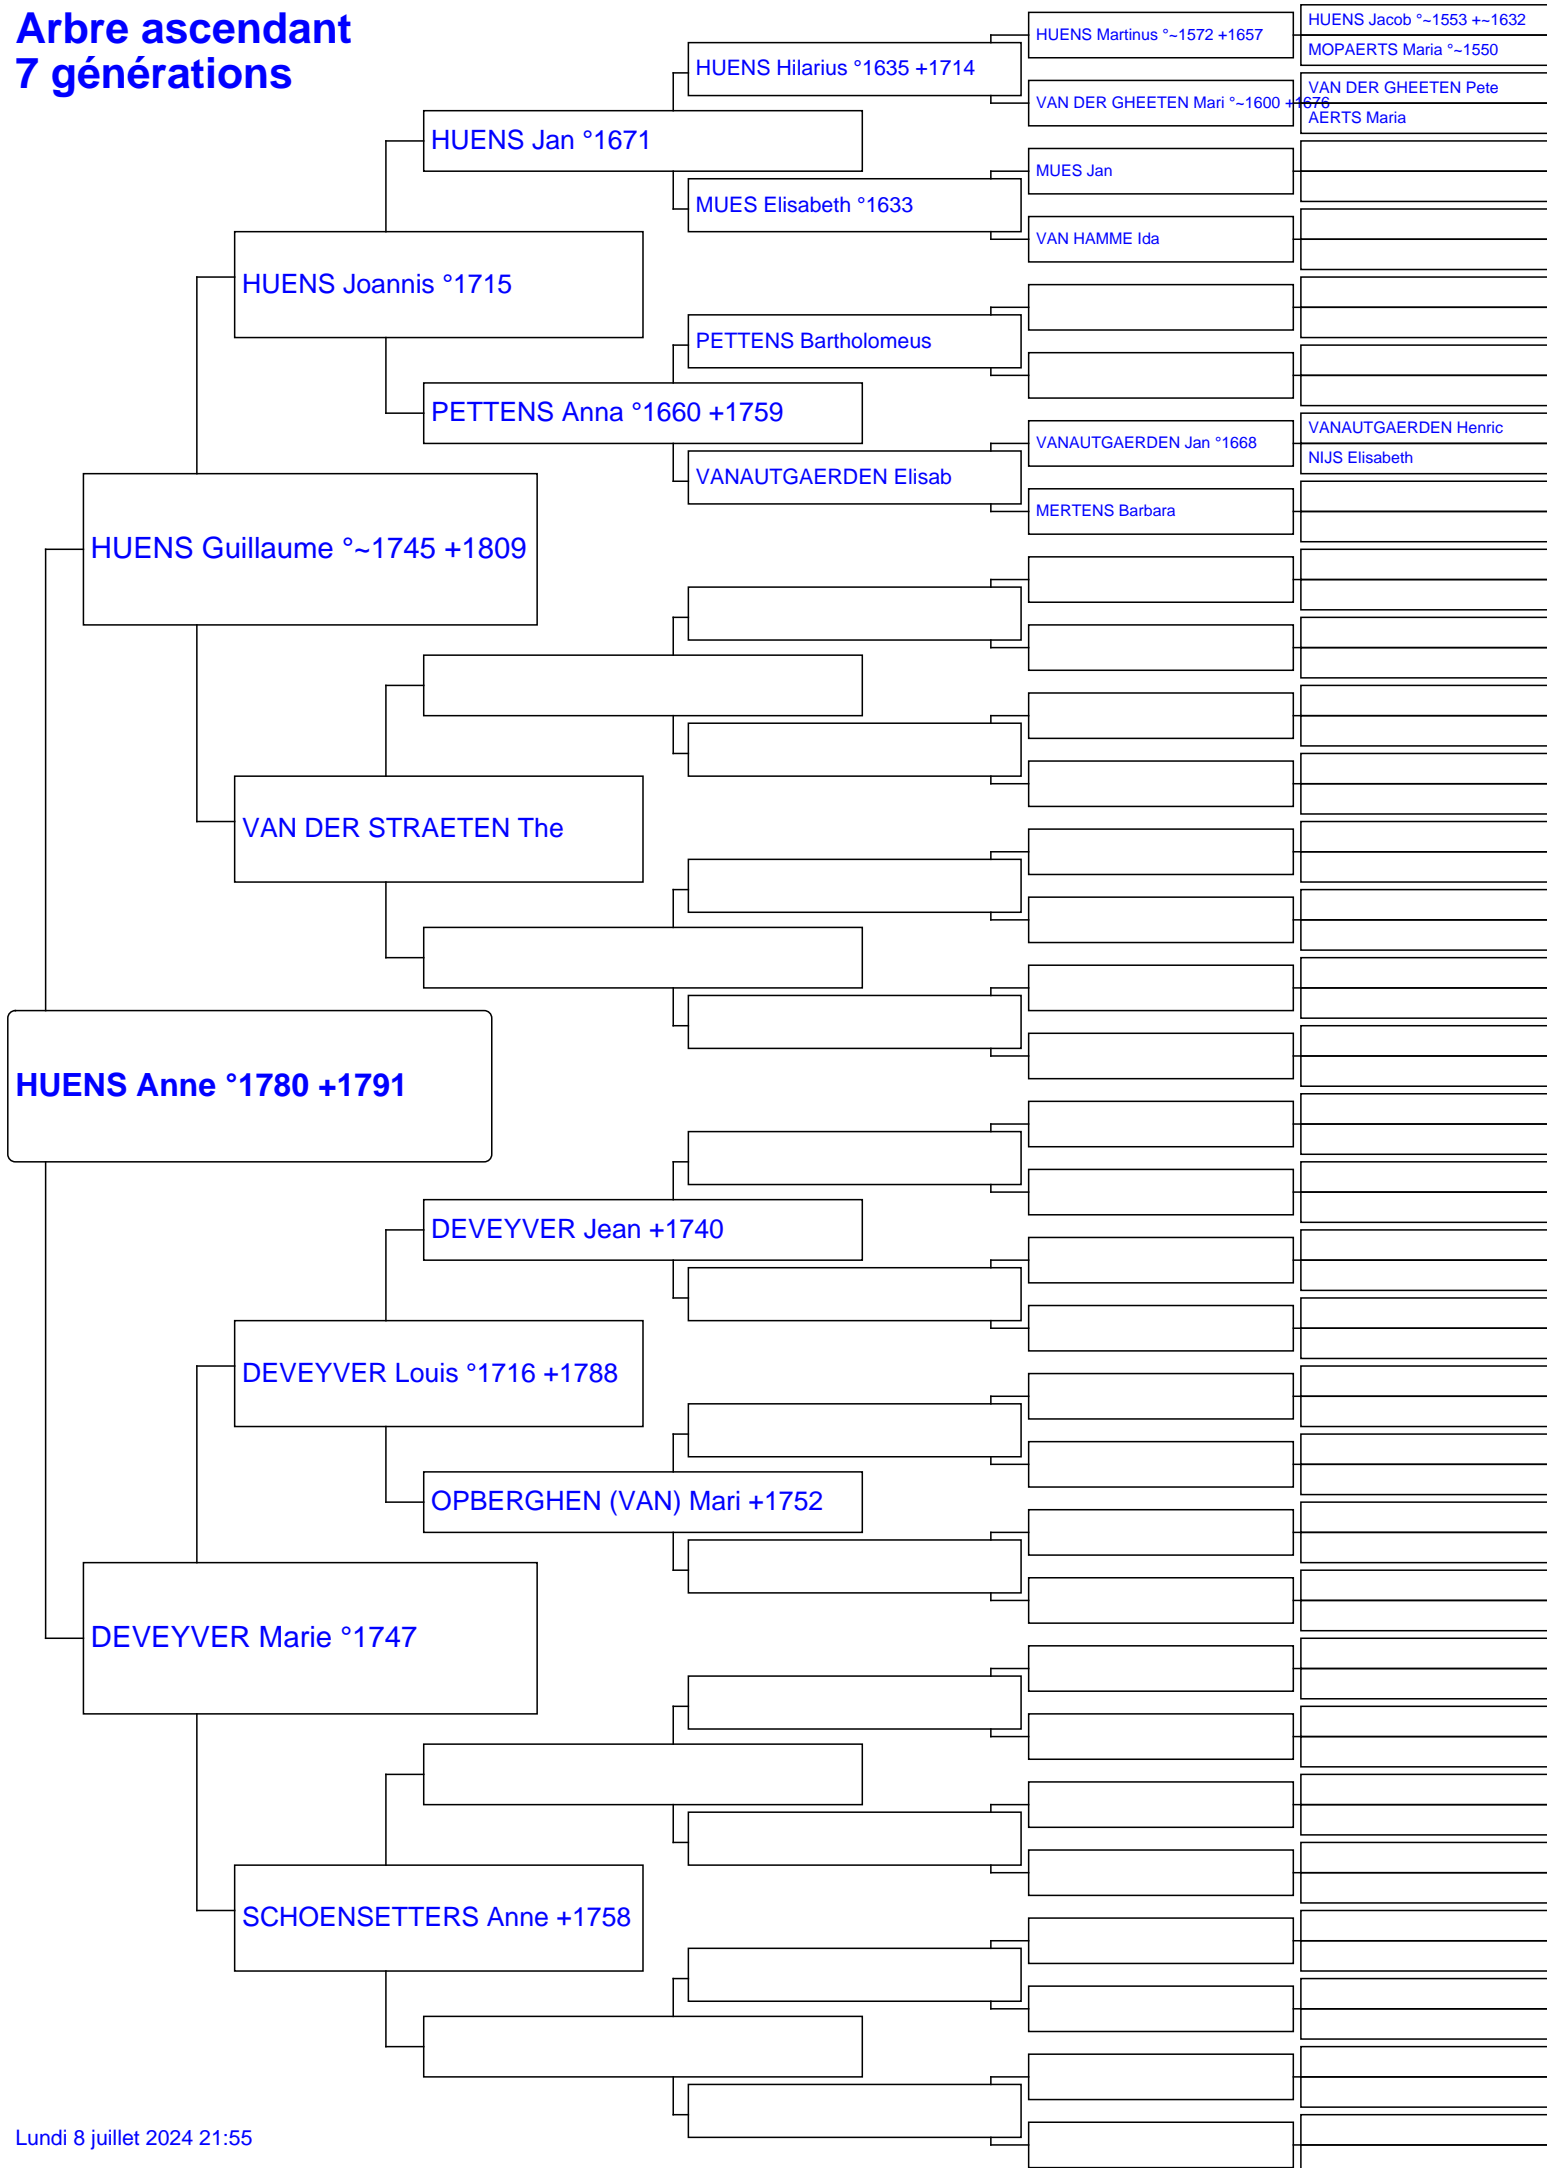 Arbre ascendant
7 générations
HUENS Jacob °~1553 +~1632
HUENS Martinus °~1572 +1657
MOPAERTS Maria °~1550
HUENS Hilarius °1635 +1714
VAN DER GHEETEN Pete
VAN DER GHEETEN Mari °~1600 +1676
AERTS Maria
HUENS Jan °1671
MUES Jan
MUES Elisabeth °1633
VAN HAMME Ida
HUENS Joannis °1715
PETTENS Bartholomeus
PETTENS Anna °1660 +1759
VANAUTGAERDEN Henric
VANAUTGAERDEN Jan °1668
NIJS Elisabeth
VANAUTGAERDEN Elisab
MERTENS Barbara
HUENS Guillaume °~1745 +1809
VAN DER STRAETEN The
HUENS Anne °1780 +1791
DEVEYVER Jean +1740
DEVEYVER Louis °1716 +1788
OPBERGHEN (VAN) Mari +1752
DEVEYVER Marie °1747
SCHOENSETTERS Anne +1758
Lundi 8 juillet 2024 21:55